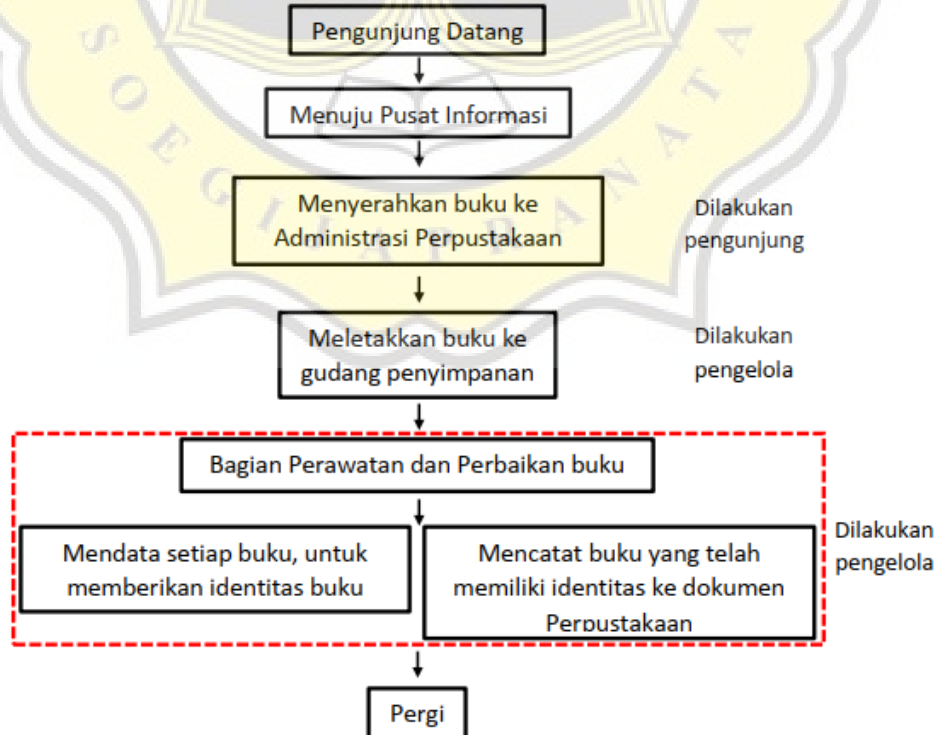 Pengunjung Datang
Menuju Pusat Informasi
Menyerahkan buku ke
Administrasi Perpustakaan
Dilakukan
pengunjung
Meletakkan buku ke
gudang penyimpanan
Dilakukan
pengelola
Bagian Perawatan dan Perbaikan buku
Mendata setiap buku, untuk
memberikan identitas buku
Mencatat buku yang telah
memiliki identitas ke dokumen
Perpustakaan
Dilakukan
pengelola
Pergi
SOEGIJAPRANATA